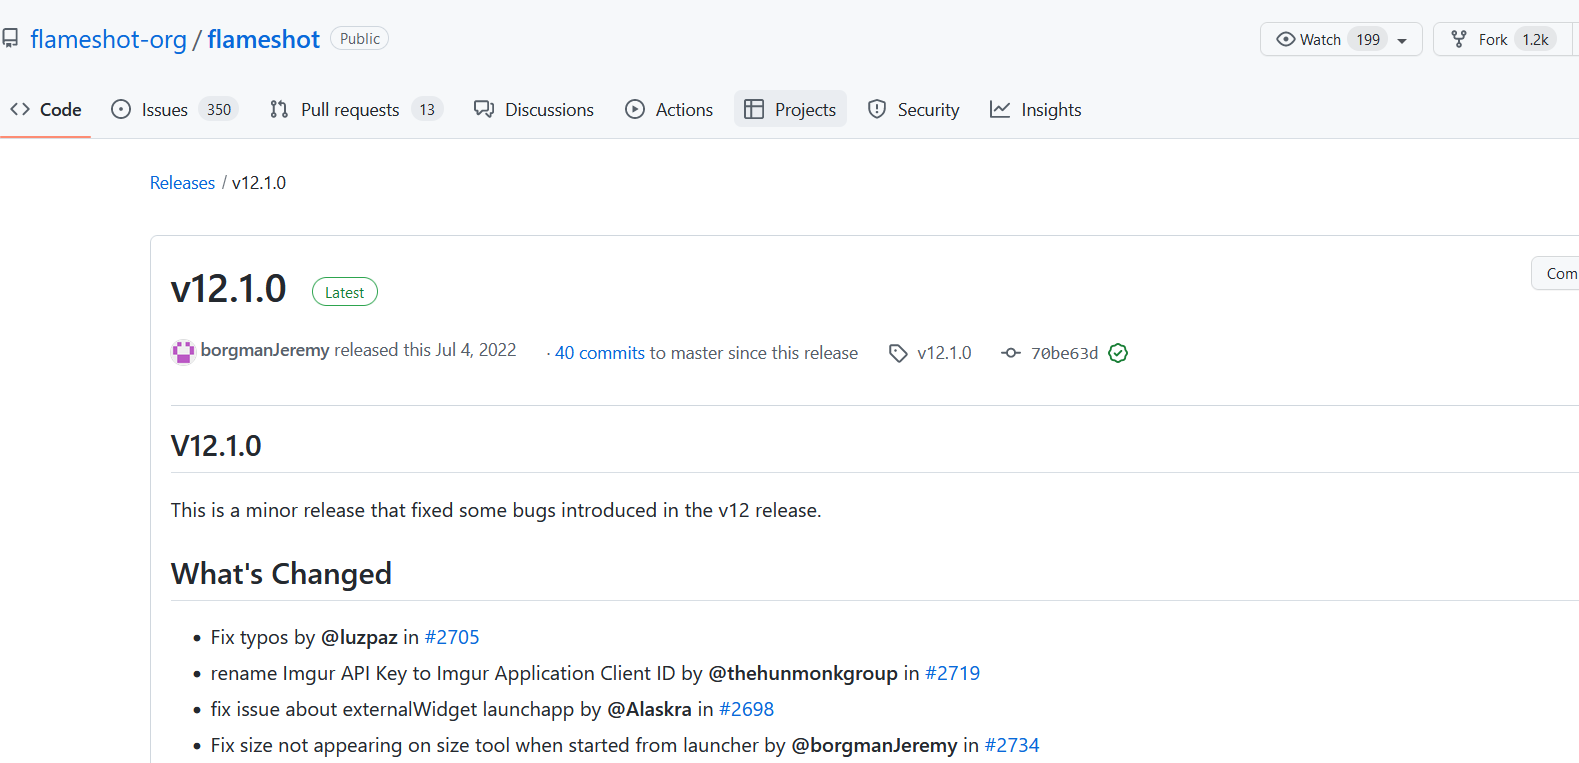 flameshot-org / flameshot Public Watch 199 Fork 1.2k
Code Issues 350 Pull requests 13 Discussions Actions Projects Security Insights
Releases / v12.1.0
v12.1.0 Latest Com
borgmanJeremy released this Jul 4, 2022 · 40 commits to master since this release v12.1.0 70be63d
V12.1.0
This is a minor release that fixed some bugs introduced in the v12 release.
What's Changed
• Fix typos by @luzpaz in #2705
• rename Imgur API Key to Imgur Application Client ID by @thehunmonkgroup in #2719
• fix issue about externalWidget launchapp by @Alaskra in #2698
• Fix size not appearing on size tool when started from launcher by @borgmanJeremy in #2734